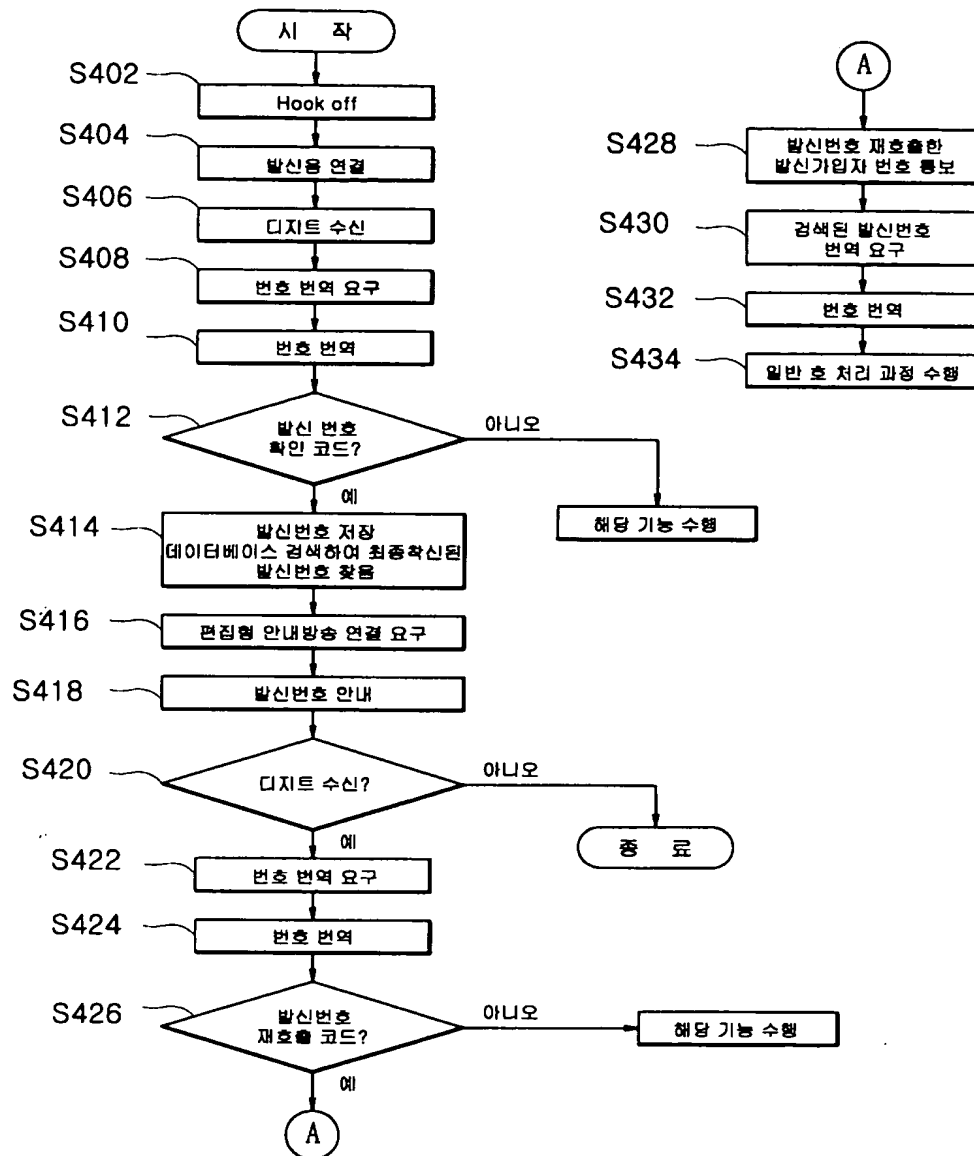 시 작
S402
Hook off
S404
발신음 연결
S406
디지트 수신
S408
번호 번역 요구
S410
번호 번역
S412
발신 번호
확인 코드?
아니오
예
해당 기능 수행
S414
발신번호 저장
데이터베이스 검색하여 최종착신된
발신번호 찾음
S416
편집형 안내방송 연결 요구
S418
발신번호 안내
S420
디지트 수신?
아니오
예
종 료
S422
번호 번역 요구
S424
번호 번역
S426
발신번호
재호출 코드?
아니오
예
해당 기능 수행
A
A
S428
발신번호 재호출한
발신가입자 번호 통보
S430
검색된 발신번호
번역 요구
S432
번호 번역
S434
일반 호 처리 과정 수행